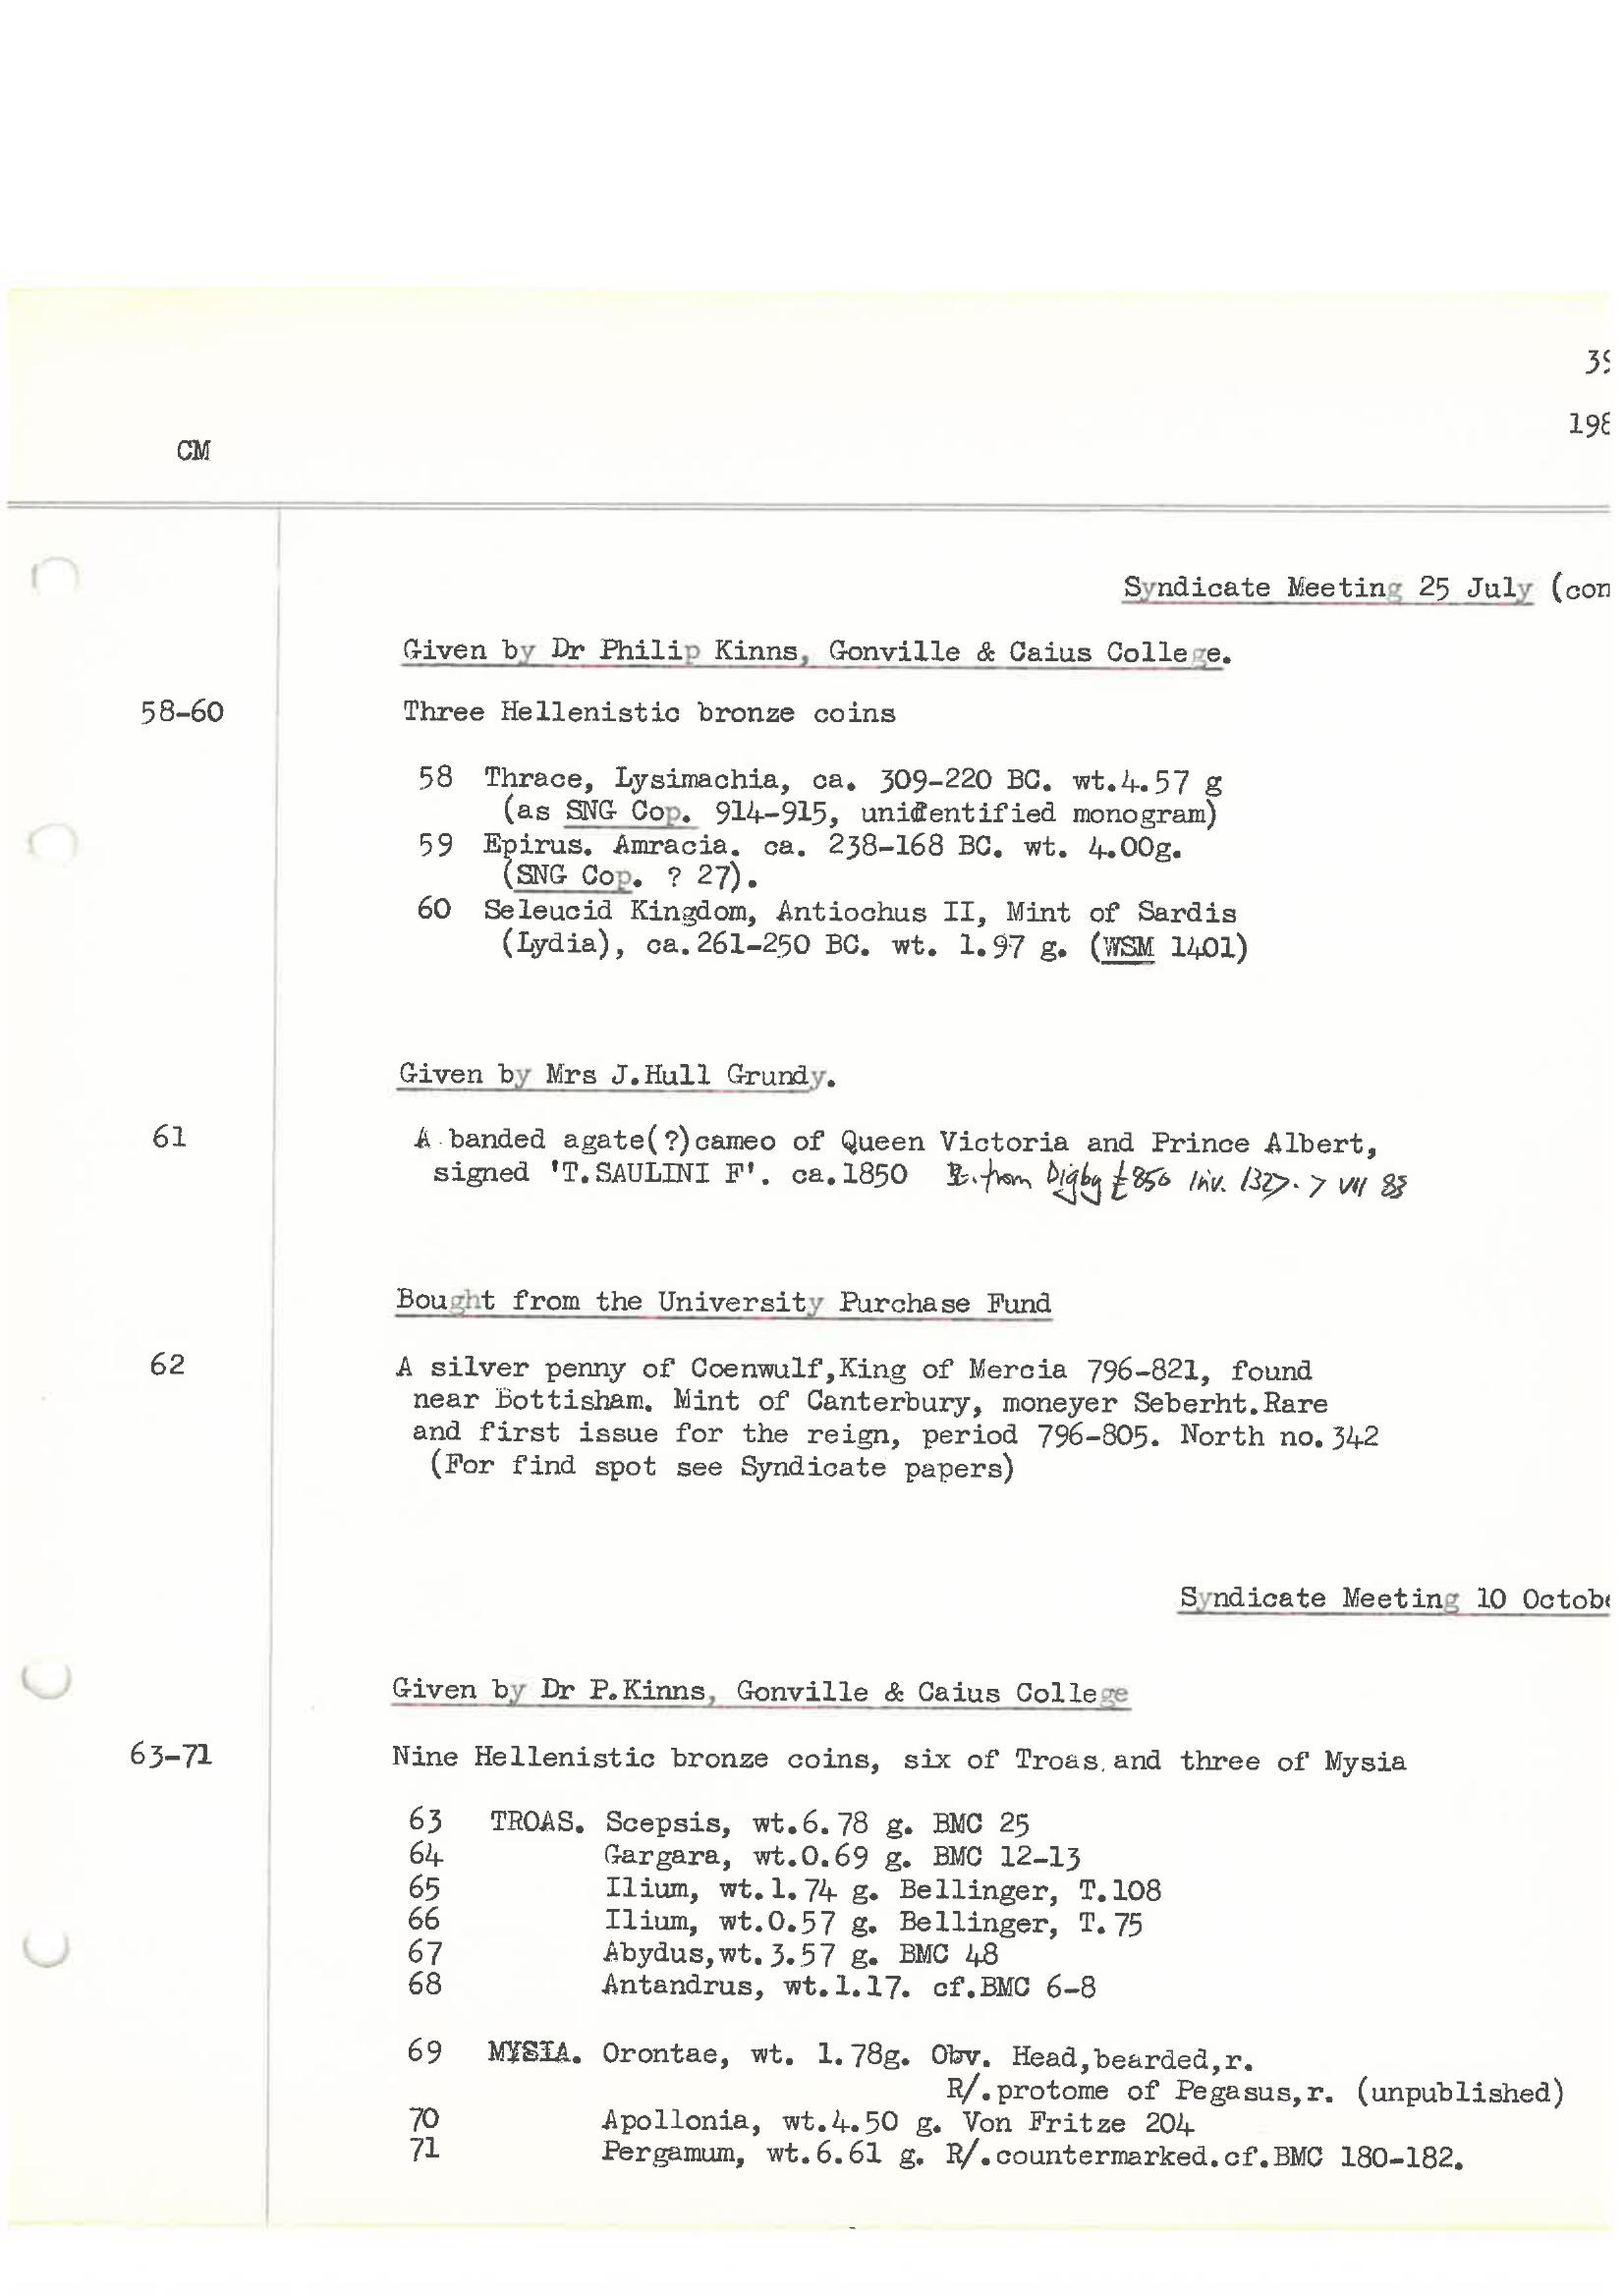 39
198
CM
Syndicate Meeting 25 July (con
Given by Dr Philip Kinns, Gonville & Caius College.
58-60 Three Hellenistic bronze coins
58 Thrace, Lysimachia, ca. 309-220 BC. wt.4.57 g
(as SNG Cop. 914-915, unidentified monogram)
59 Epirus. Amracia. ca. 238-168 BC. wt. 4.00g.
(SNG Cop. ? 27).
60 Seleucid Kingdom, Antiochus II, Mint of Sardis
(Lydia), ca.261-250 BC. wt. 1.97 g. (WSM 1401)
Given by Mrs J.Hull Grundy.
61 A banded agate(?)cameo of Queen Victoria and Prince Albert,
signed 'T.SAULINI F'. ca.1850 from Digby £850 Inv. 1327. 7 VII 83
Bought from the University Purchase Fund
62 A silver penny of Coenwulf,King of Mercia 796-821, found
near Bottisham. Mint of Canterbury, moneyer Seberht.Rare
and first issue for the reign, period 796-805. North no.342
(For find spot see Syndicate papers)
Syndicate Meeting 10 Octobe
Given by Dr P.Kinns, Gonville & Caius College
63-71 Nine Hellenistic bronze coins, six of Troas.and three of Mysia
63 TROAS. Scepsis, wt.6.78 g. BMC 25
64 Gargara, wt.0.69 g. BMC 12-13
65 Ilium, wt.1.74 g. Bellinger, T.108
66 Ilium, wt.0.57 g. Bellinger, T.75
67 Abydus,wt.3.57 g. BMC 48
68 Antandrus, wt.1.17. cf.BMC 6-8
69 MYSIA. Orontae, wt. 1.78g. Obv. Head,bearded,r.
R/.protome of Pegasus,r. (unpublished)
70 Apollonia, wt.4.50 g. Von Fritze 204
71 Pergamum, wt.6.61 g. R/.countermarked.cf.BMC 180-182.